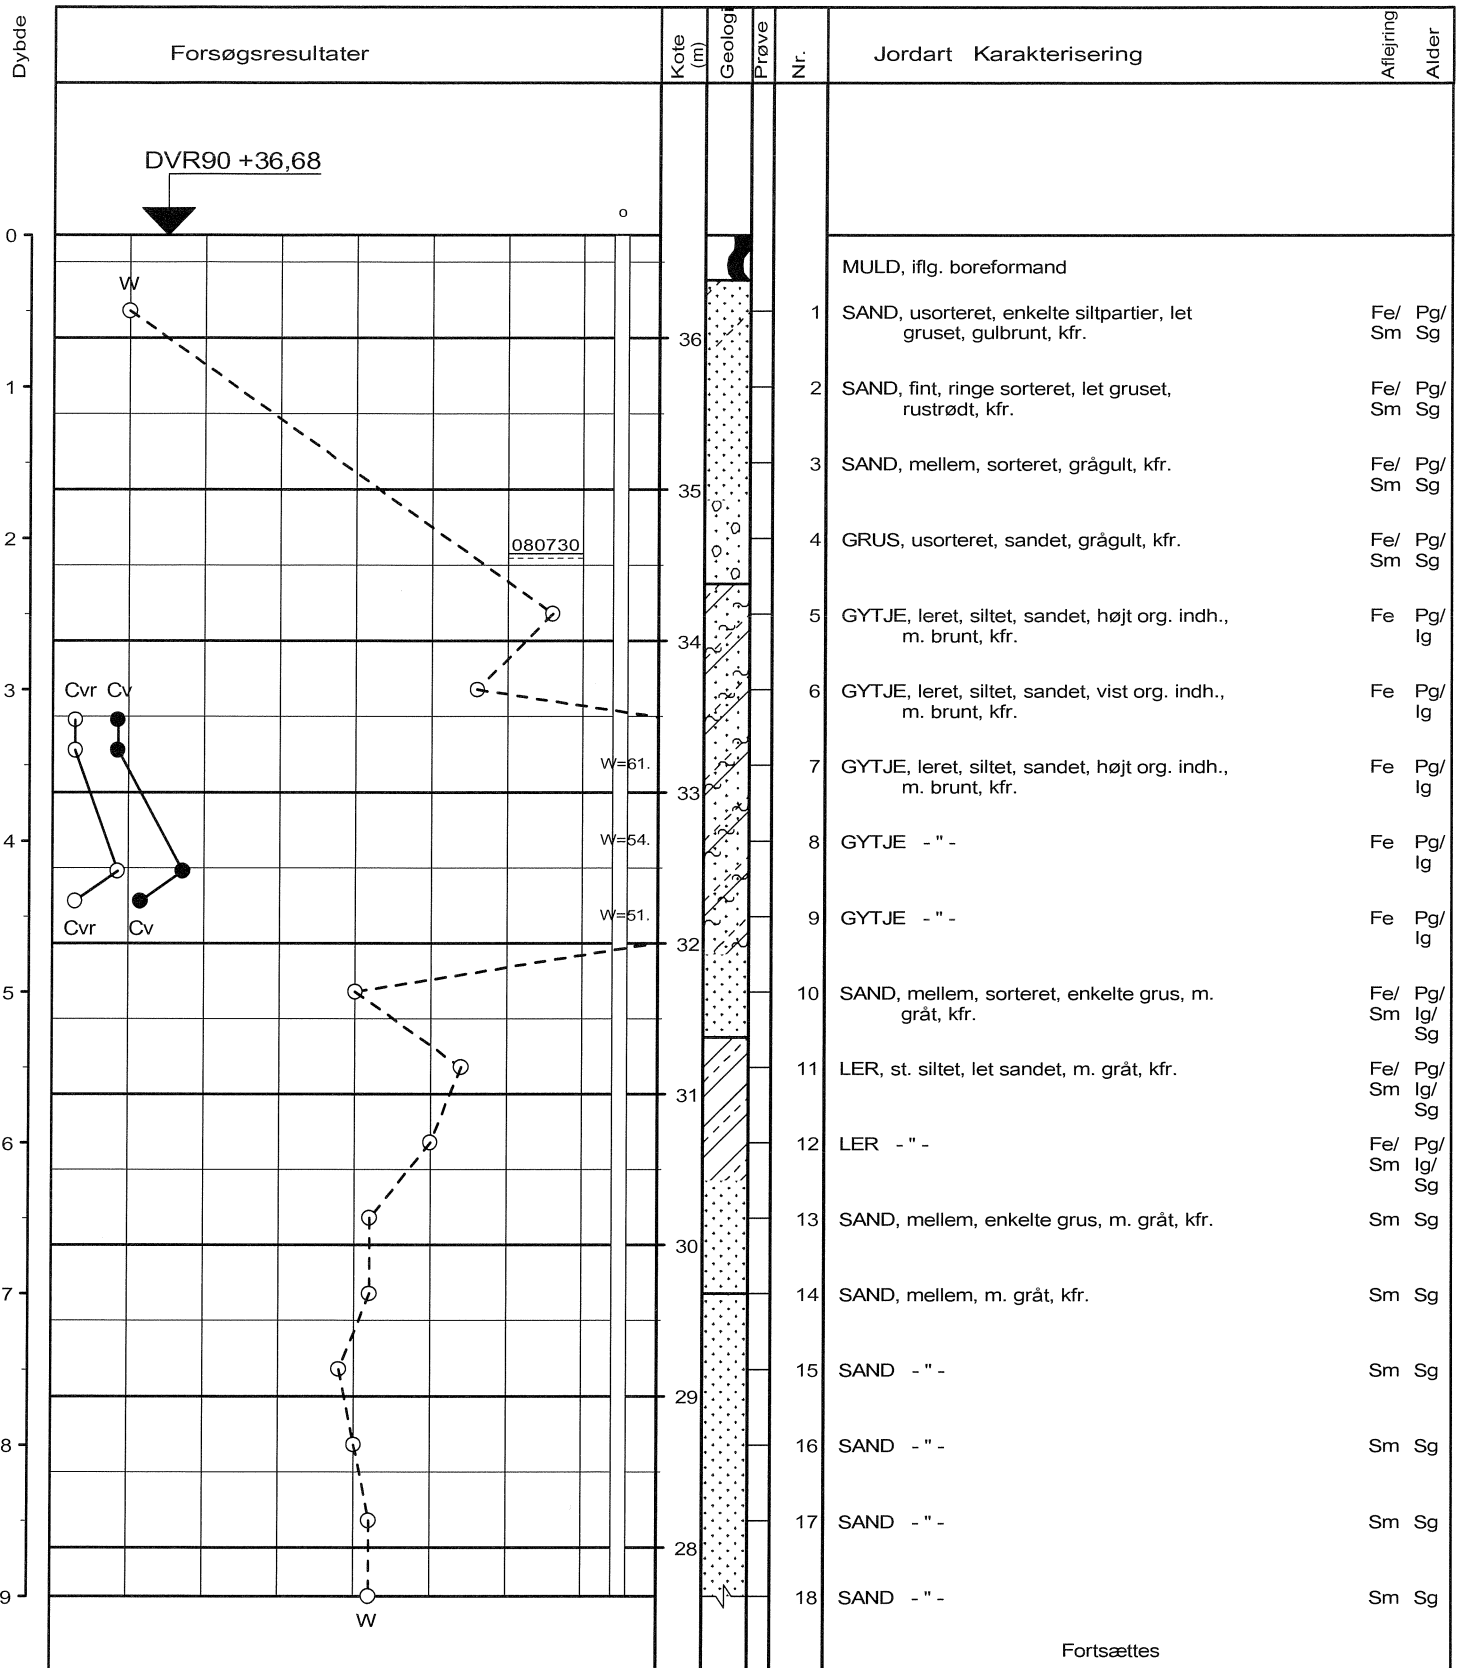 Dybde
Forsøgsresultater
Kote (m)
Geologi
Prøve
Nr.
Jordart Karakterisering
Aflejring
Alder
DVR90 +36,68
o
0
MULD, iflg. boreformand
W
1 SAND, usorteret, enkelte siltpartier, let Fe/ Pg/
gruset, gulbrunt, kfr. Sm Sg
36
1
2 SAND, fint, ringe sorteret, let gruset, Fe/ Pg/
rustrødt, kfr. Sm Sg
3 SAND, mellem, sorteret, grågult, kfr. Fe/ Pg/
Sm Sg
35
2
080730
4 GRUS, usorteret, sandet, grågult, kfr. Fe/ Pg/
Sm Sg
5 GYTJE, leret, siltet, sandet, højt org. indh., Fe Pg/
m. brunt, kfr. Ig
34
3
Cvr Cv
6 GYTJE, leret, siltet, sandet, vist org. indh., Fe Pg/
m. brunt, kfr. Ig
W=61.
7 GYTJE, leret, siltet, sandet, højt org. indh., Fe Pg/
m. brunt, kfr. Ig
33
4
W=54.
8 GYTJE - " - Fe Pg/
Ig
W=51.
9 GYTJE - " - Fe Pg/
Ig
Cvr Cv
32
5
10 SAND, mellem, sorteret, enkelte grus, m. Fe/ Pg/
gråt, kfr. Sm Ig/
Sg
11 LER, st. siltet, let sandet, m. gråt, kfr. Fe/ Pg/
Sm Ig/
Sg
31
6
12 LER - " - Fe/ Pg/
Sm Ig/
Sg
13 SAND, mellem, enkelte grus, m. gråt, kfr. Sm Sg
30
7
14 SAND, mellem, m. gråt, kfr. Sm Sg
15 SAND - " - Sm Sg
29
8
16 SAND - " - Sm Sg
17 SAND - " - Sm Sg
28
9
18 SAND - " - Sm Sg
W
Fortsættes